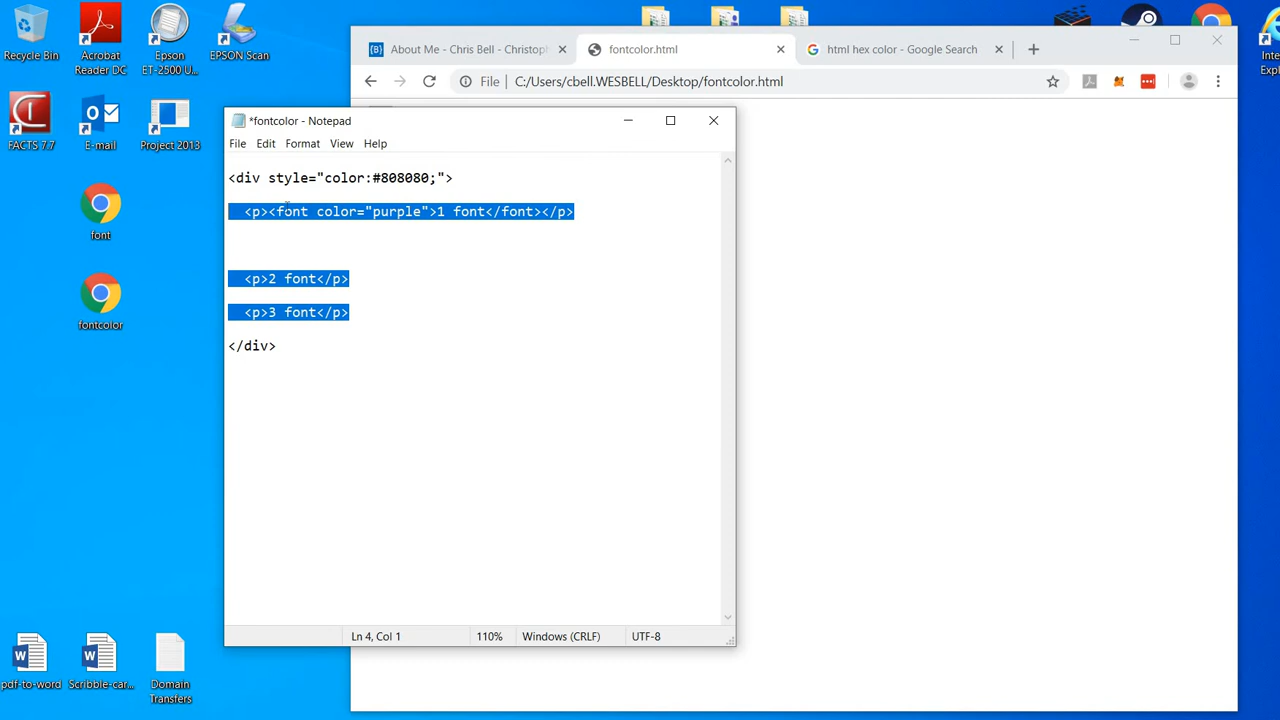 Recycle Bin
Acrobat
Reader DC
Epson
ET-2500 U...
EPSON Scan
FACTS 7.7
E-mail
Project 2013
font
fontcolor
pdf-to-word
Scribble-car...
Domain
Transfers
Inte
Expl
About Me - Chris Bell - Christoph
fontcolor.html
html hex color - Google Search
File
C:/Users/cbell.WESBELL/Desktop/fontcolor.html
*fontcolor - Notepad
File Edit Format View Help
<div style="color:#808080;">
<p><font color="purple">1 font</font></p>
<p>2 font</p>
<p>3 font</p>
</div>
Ln 4, Col 1 110% Windows (CRLF) UTF-8